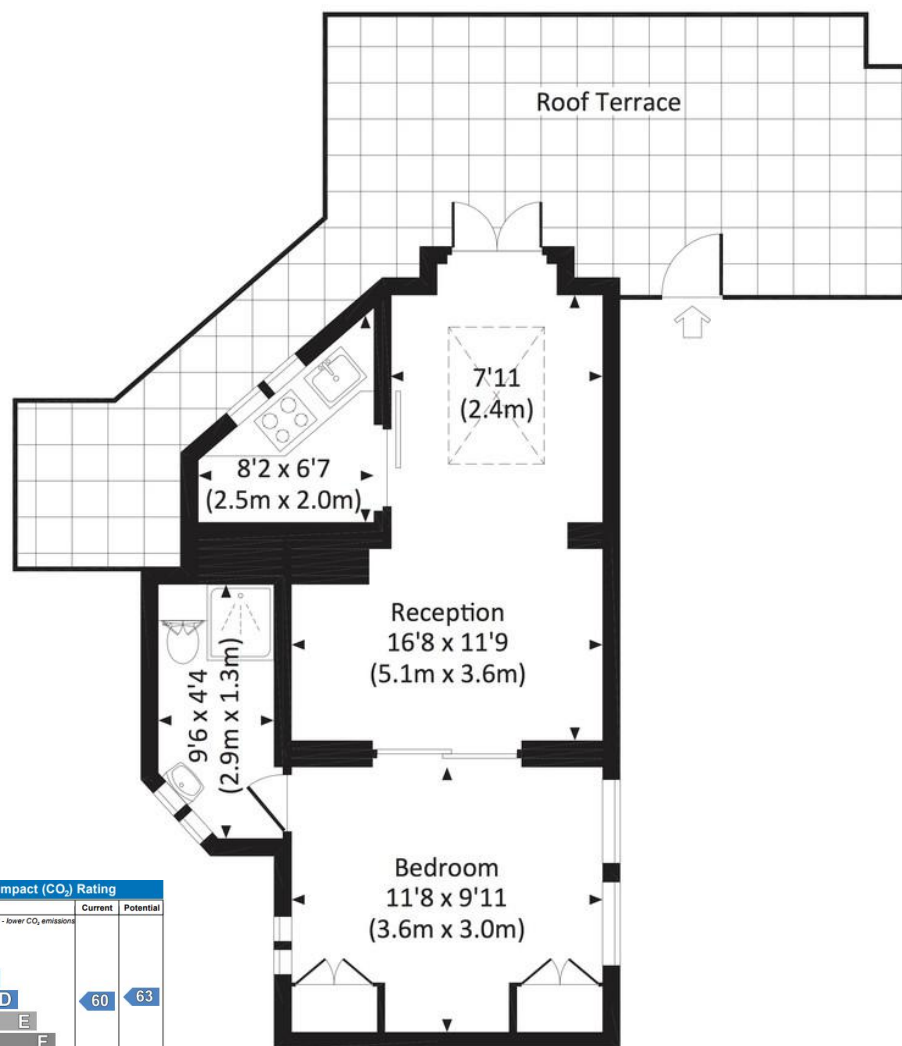 Roof Terrace
7'11
(2.4m)
8'2 x 6'7
(2.5m x 2.0m)
Reception
16'8 x 11'9
(5.1m x 3.6m)
9'6 x 4'4
(2.9m x 1.3m)
Bedroom
11'8 x 9'11
(3.6m x 3.0m)
mpact (CO₂) Rating
Current Potential
- lower CO₂ emissions
D
60 63
E
F